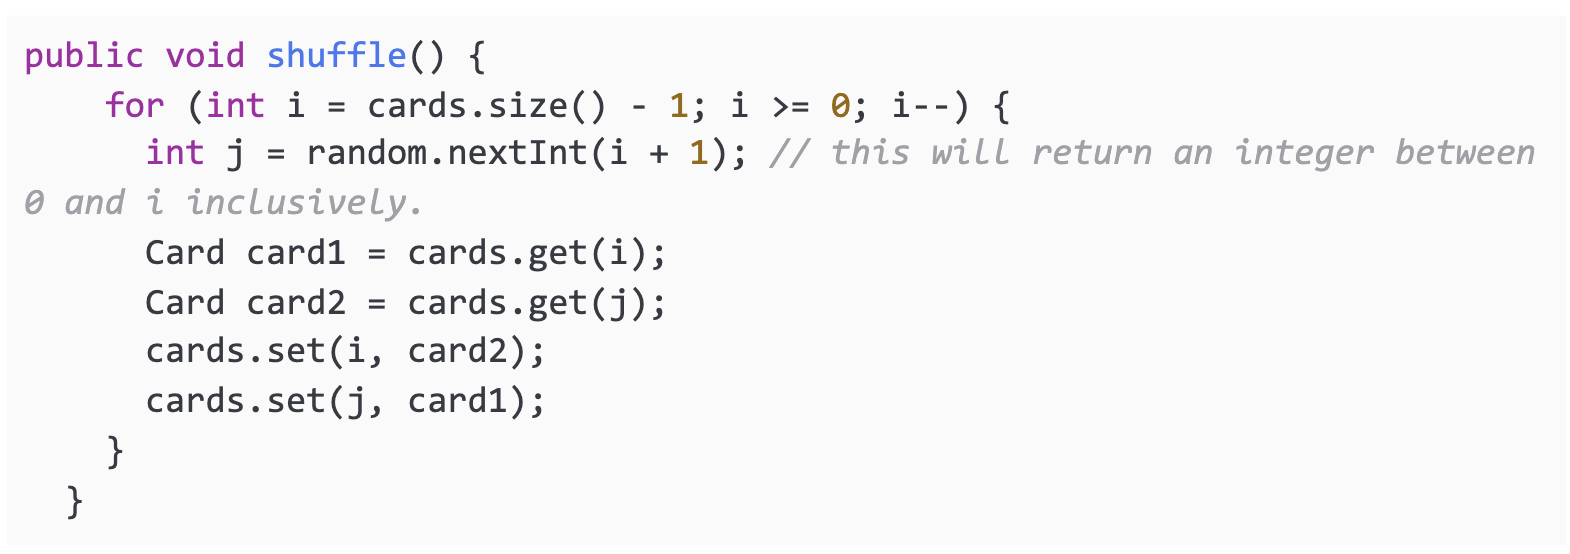 public void shuffle() {
    for (int i = cards.size() - 1; i >= 0; i--) {
      int j = random.nextInt(i + 1); // this will return an integer between
0 and i inclusively.
      Card card1 = cards.get(i);
      Card card2 = cards.get(j);
      cards.set(i, card2);
      cards.set(j, card1);
    }
  }